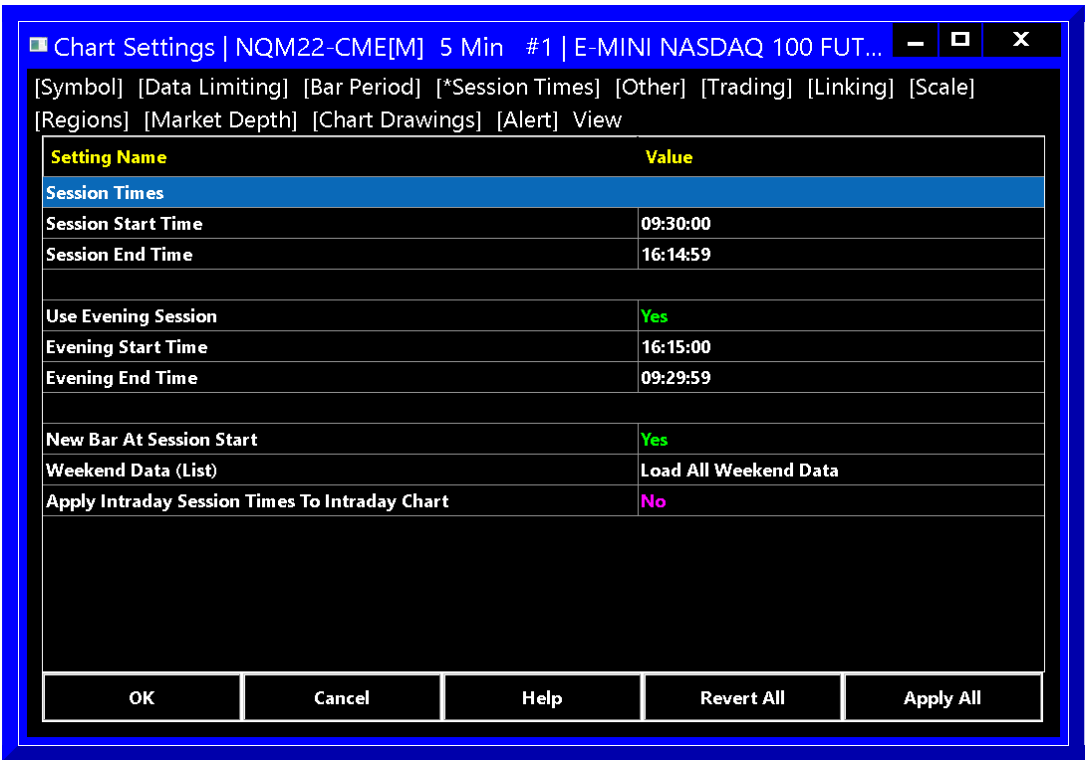 Chart Settings | NQM22-CME[M] 5 Min #1 | E-MINI NASDAQ 100 FUT...
[Symbol] [Data Limiting] [Bar Period] [*Session Times] [Other] [Trading] [Linking] [Scale]
[Regions] [Market Depth] [Chart Drawings] [Alert] View
Setting Name Value
Session Times
Session Start Time 09:30:00
Session End Time 16:14:59
Use Evening Session Yes
Evening Start Time 16:15:00
Evening End Time 09:29:59
New Bar At Session Start Yes
Weekend Data (List) Load All Weekend Data
Apply Intraday Session Times To Intraday Chart No
OK Cancel Help Revert All Apply All